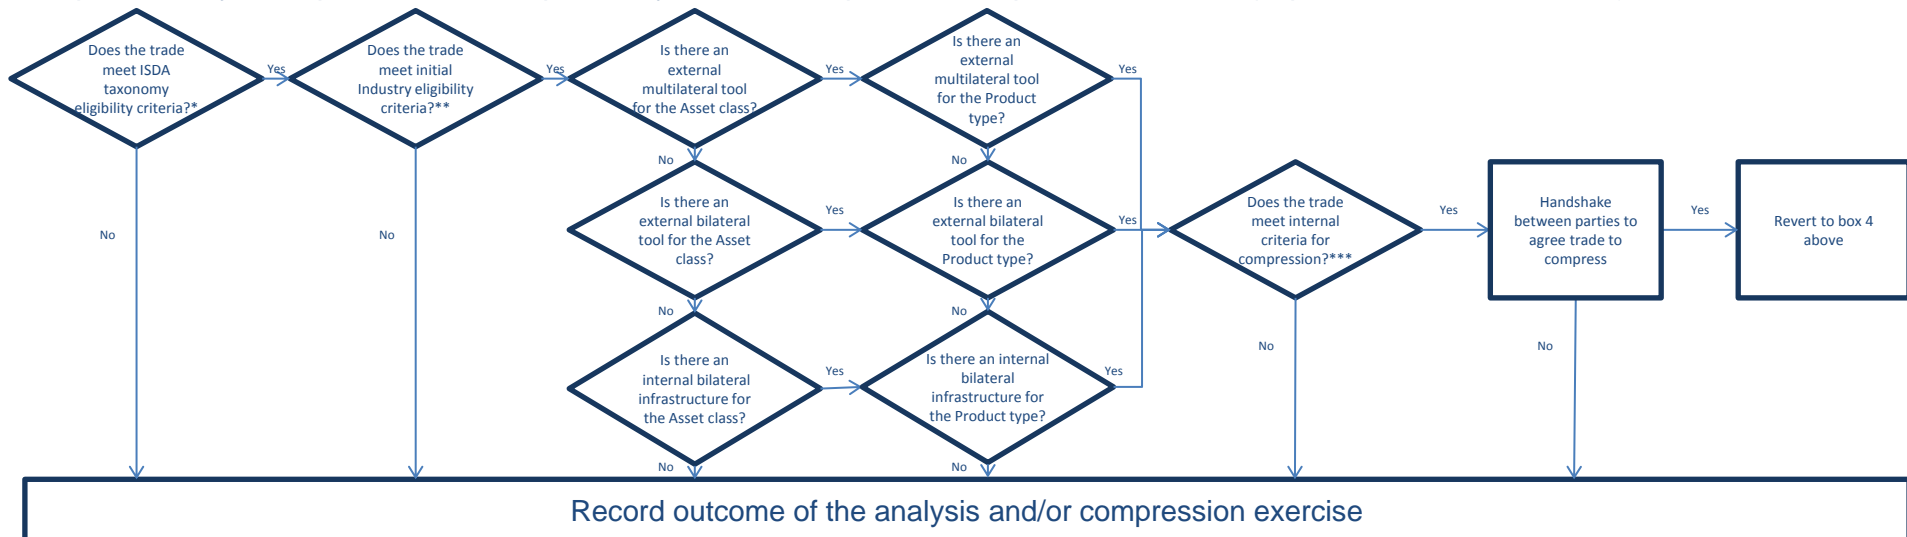 Does the trade
meet ISDA
taxonomy
eligibility criteria?*
Yes
Does the trade
meet initial
Industry eligibility
criteria?**
Yes
Is there an
external
multilateral tool
for the Asset class?
Yes
Is there an
external
multilateral tool
for the Product
type?
Yes
No
No
Is there an
external bilateral
tool for the Asset
class?
Yes
Is there an
external bilateral
tool for the
Product type?
Yes
Does the trade
meet internal
criteria for
compression?***
Yes
Handshake
between parties to
agree trade to
compress
Yes
Revert to box 4
above
No
No
No
No
Is there an
internal bilateral
infrastructure for
the Asset class?
Yes
Is there an internal
bilateral
infrastructure for
the Product type?
Yes
No
No
No
No
Record outcome of the analysis and/or compression exercise